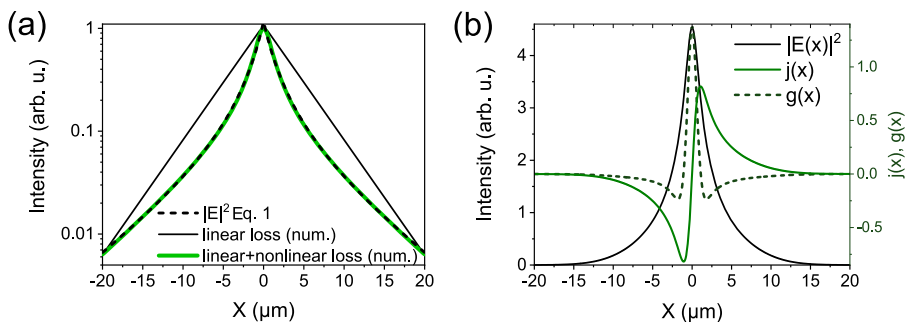 (a)
Intensity (arb. u.)
1
0.1
0.01
|E|² Eq. 1
linear loss (num.)
linear+nonlinear loss (num.)
-20 -15 -10 -5 0 5 10 15 20
X (µm)
(b)
Intensity (arb. u.)
4
3
2
1
0
|E(x)|²
j(x)
g(x)
1.0
0.5
0.0
-0.5
j(x), g(x)
-20 -15 -10 -5 0 5 10 15 20
X (µm)